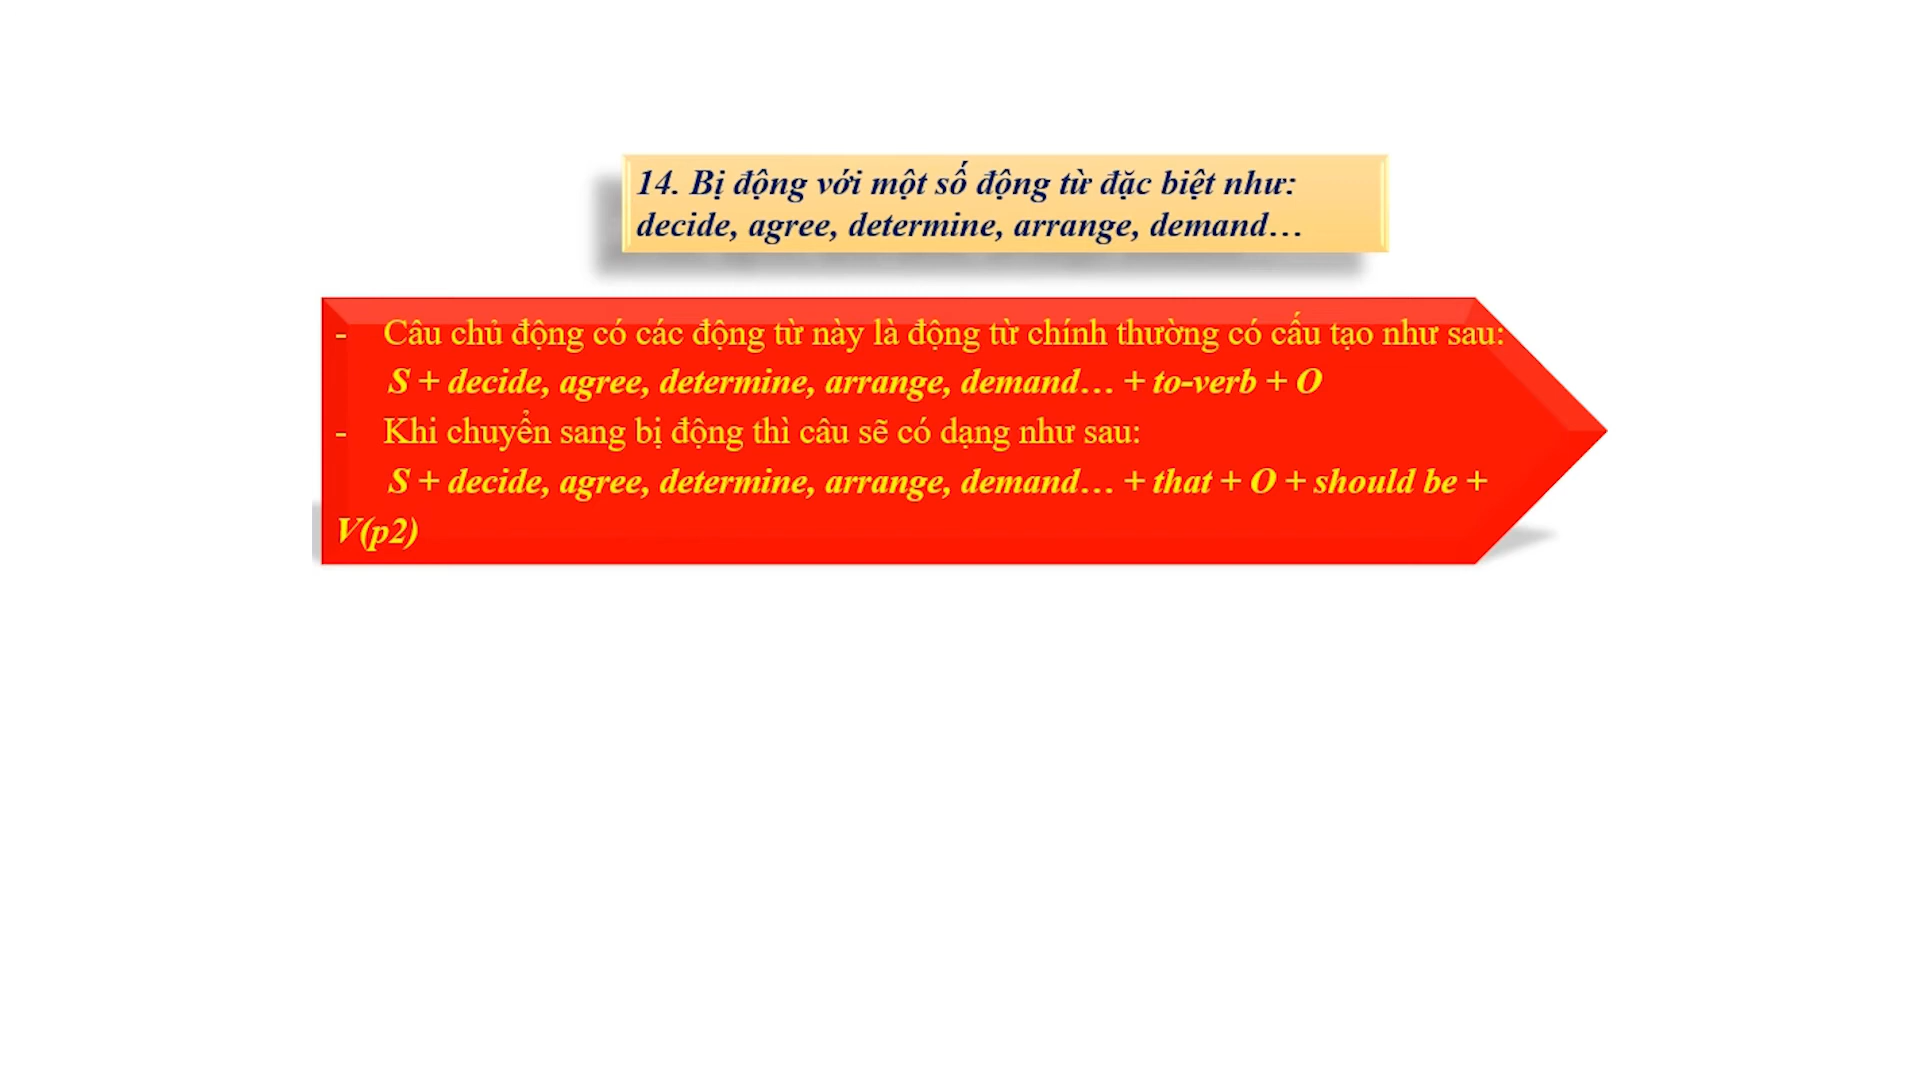 14. Bị động với một số động từ đặc biệt như:
decide, agree, determine, arrange, demand…
- Câu chủ động có các động từ này là động từ chính thường có cấu tạo như sau:
S + decide, agree, determine, arrange, demand… + to-verb + O
- Khi chuyển sang bị động thì câu sẽ có dạng như sau:
S + decide, agree, determine, arrange, demand… + that + O + should be +
V(p2)